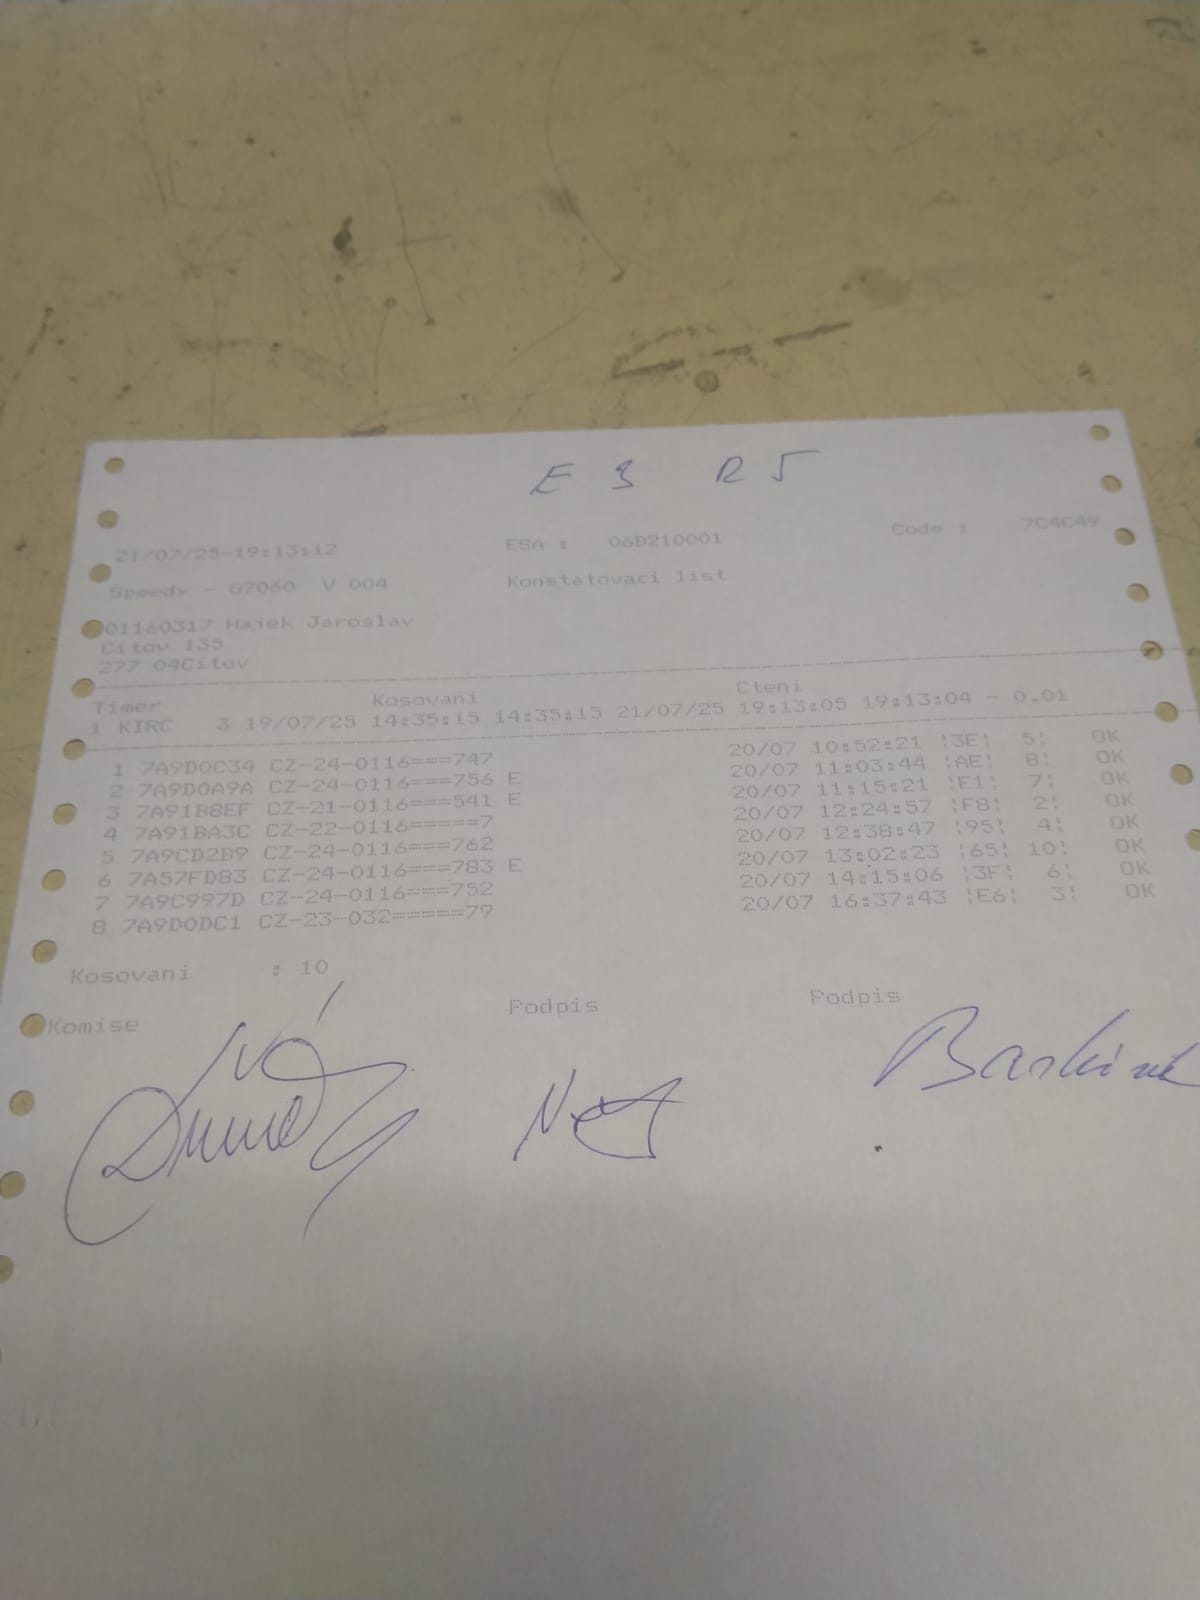 E 3 R5
21/07/25-19:13:12 ESA : 06B210001 Code : 7C4C49
Speedy - G7060 V 004 Konstatovaci list
01160317 Hajek Jaroslav
Citov 135
277 04Citov
Timer Kosovani Cteni
1 KIRC 3 19/07/25 14:35:15 14:35:15 21/07/25 19:13:05 19:13:04 - 0.01
1 7A9D0C34 CZ-24-0116===747 20/07 10:52:21 ¦3E¦ 5¦ OK
2 7A9D0A9A CZ-24-0116===756 E 20/07 11:03:44 ¦AE¦ 8¦ OK
3 7A91B8EF CZ-21-0116===541 E 20/07 11:15:21 ¦E1¦ 7¦ OK
4 7A91BA3C CZ-22-0116=====7 20/07 12:24:57 ¦F8¦ 2¦ OK
5 7A9CD2B9 CZ-24-0116===762 20/07 12:38:47 ¦95¦ 4¦ OK
6 7A57FD83 CZ-24-0116===783 E 20/07 13:02:23 ¦65¦ 10¦ OK
7 7A9C997D CZ-24-0116===752 20/07 14:15:06 ¦3F¦ 6¦ OK
8 7A9D0DC1 CZ-23-032=====79 20/07 16:37:43 ¦E6¦ 3¦ OK
Kosovani : 10
Komise Podpis Podpis